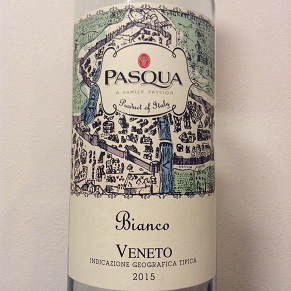 PASQUA
A FAMILY PASSION
Product of Italy
Bianco
VENETO
INDICAZIONE GEOGRAFICA TIPICA
2015